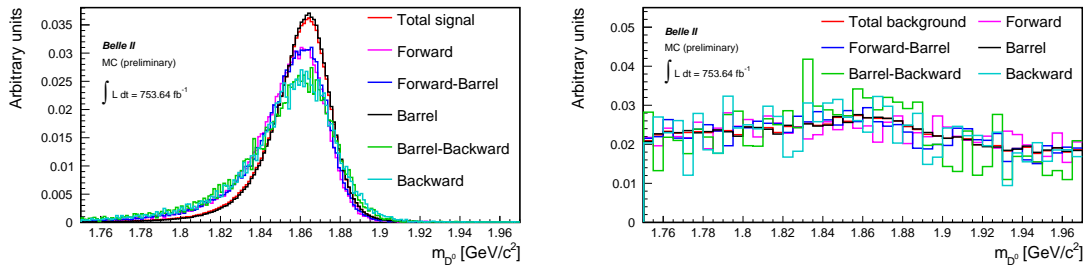 Arbitrary units
0.035
0.03
0.025
0.02
0.015
0.01
0.005
0
Belle II
MC (preliminary)
∫ L dt = 753.64 fb⁻¹
Total signal
Forward
Forward-Barrel
Barrel
Barrel-Backward
Backward
1.76 1.78 1.8 1.82 1.84 1.86 1.88 1.9 1.92 1.94 1.96
m_D⁰ [GeV/c²]
Arbitrary units
0.05
0.04
0.03
0.02
0.01
0
Belle II
MC (preliminary)
∫ L dt = 753.64 fb⁻¹
Total background Forward
Forward-Barrel Barrel
Barrel-Backward Backward
1.76 1.78 1.8 1.82 1.84 1.86 1.88 1.9 1.92 1.94 1.96
m_D⁰ [GeV/c²]